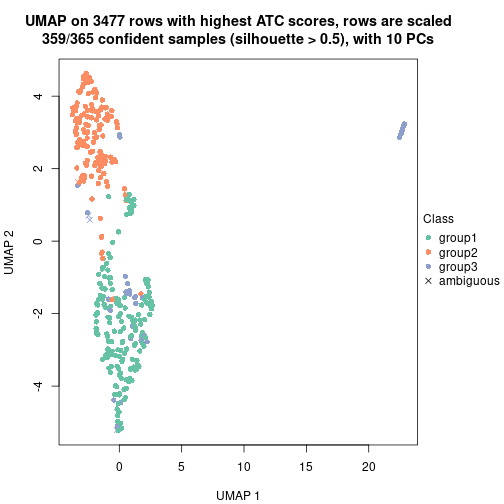 UMAP on 3477 rows with highest ATC scores, rows are scaled
359/365 confident samples (silhouette > 0.5), with 10 PCs
4
2
0
-2
-4
UMAP 2
0
5
10
15
20
UMAP 1
Class
group1
group2
group3
ambiguous